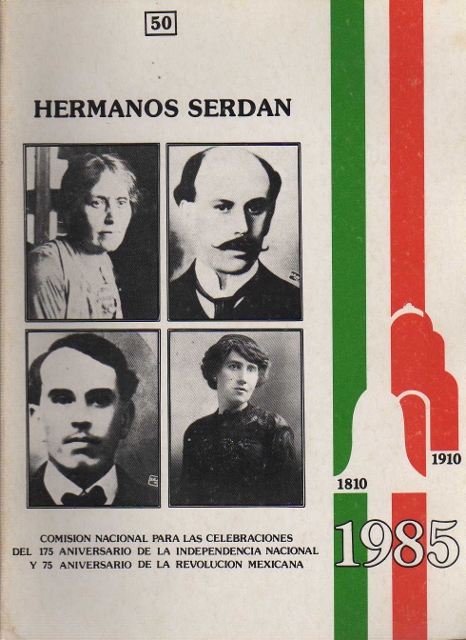 50
HERMANOS SERDAN
1910
1810
1985
COMISION NACIONAL PARA LAS CELEBRACIONES
DEL 175 ANIVERSARIO DE LA INDEPENDENCIA NACIONAL
Y 75 ANIVERSARIO DE LA REVOLUCION MEXICANA